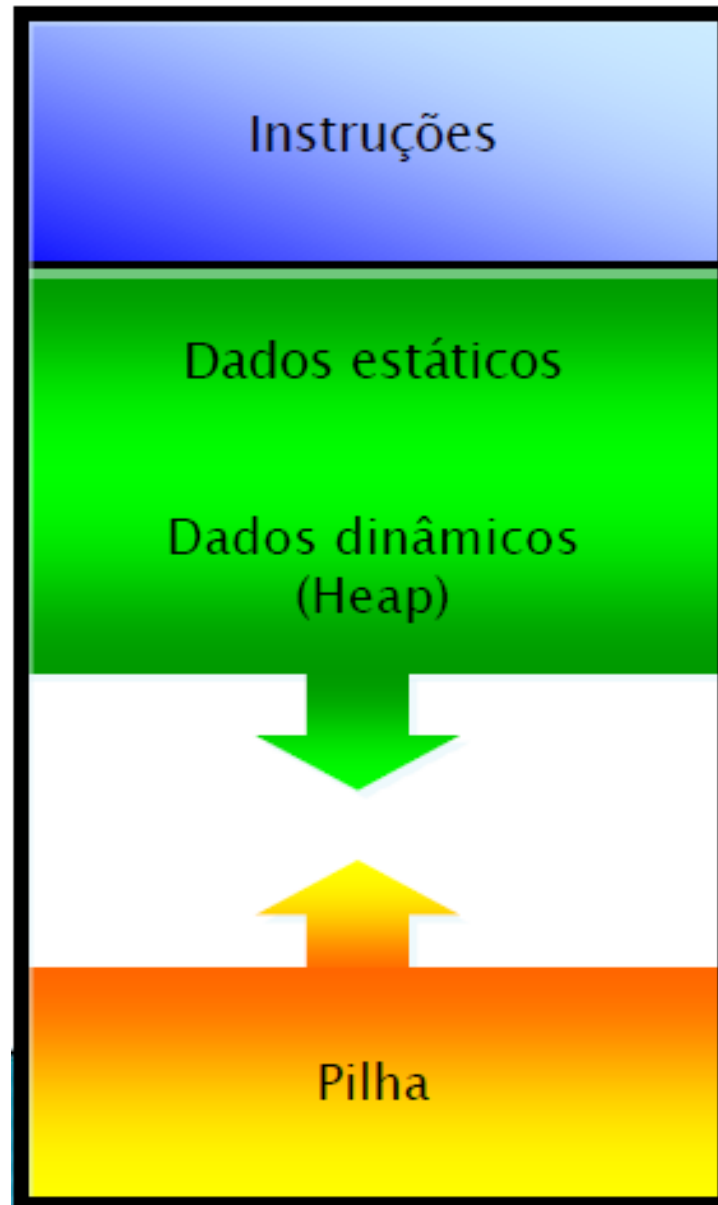 Instruções
Dados estáticos
Dados dinâmicos
(Heap)
Pilha